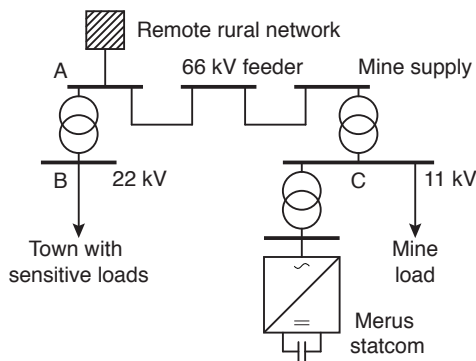 Remote rural network
A
66 kV feeder
Mine supply
B
22 kV
C
11 kV
Town with
sensitive loads
Mine
load
Merus
statcom